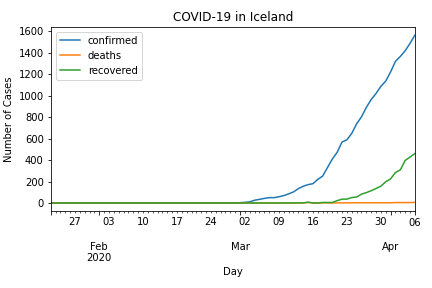 COVID-19 in Iceland
confirmed
deaths
recovered
Number of Cases
1600
1400
1200
1000
800
600
400
200
0
27 03 10 17 24 02 09 16 23 30 06
Feb Mar Apr
2020
Day